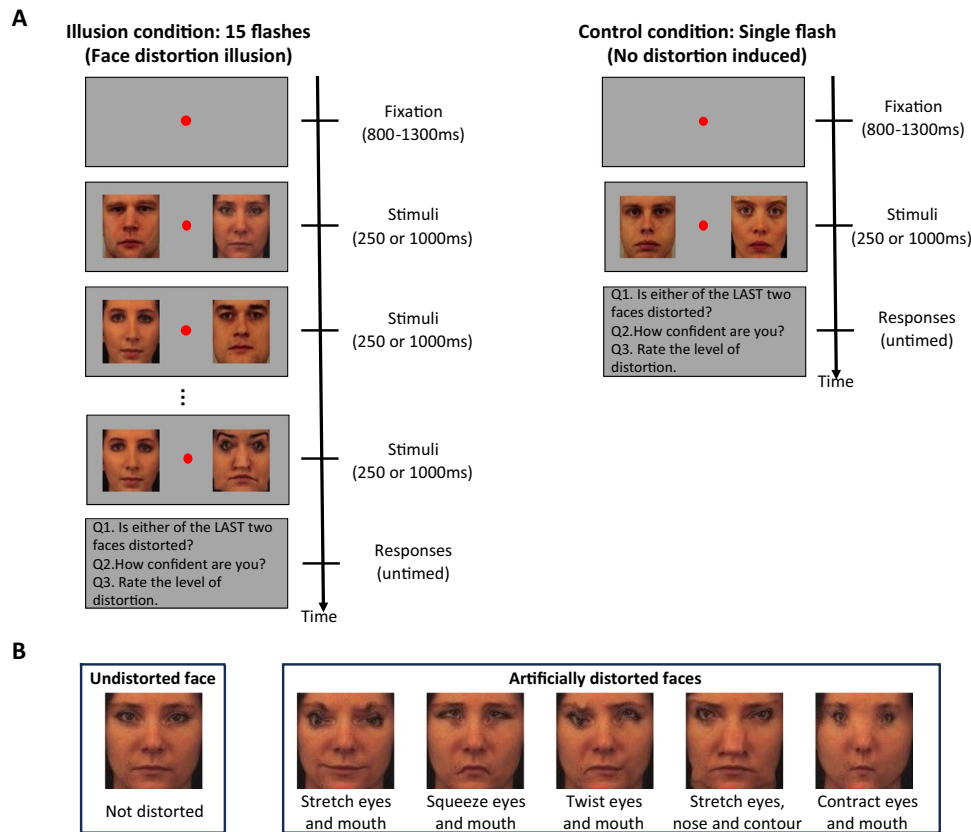 A
Illusion condition: 15 flashes
(Face distortion illusion)
Fixation
(800-1300ms)
Stimuli
(250 or 1000ms)
Stimuli
(250 or 1000ms)
...
Stimuli
(250 or 1000ms)
Q1. Is either of the LAST two
faces distorted?
Q2.How confident are you?
Q3. Rate the level of
distortion.
Responses
(untimed)
Time
Control condition: Single flash
(No distortion induced)
Fixation
(800-1300ms)
Stimuli
(250 or 1000ms)
Q1. Is either of the LAST two
faces distorted?
Q2.How confident are you?
Q3. Rate the level of
distortion.
Responses
(untimed)
Time
B
Undistorted face
Not distorted
Artificially distorted faces
Stretch eyes
and mouth
Squeeze eyes
and mouth
Twist eyes
and mouth
Stretch eyes,
nose and contour
Contract eyes
and mouth